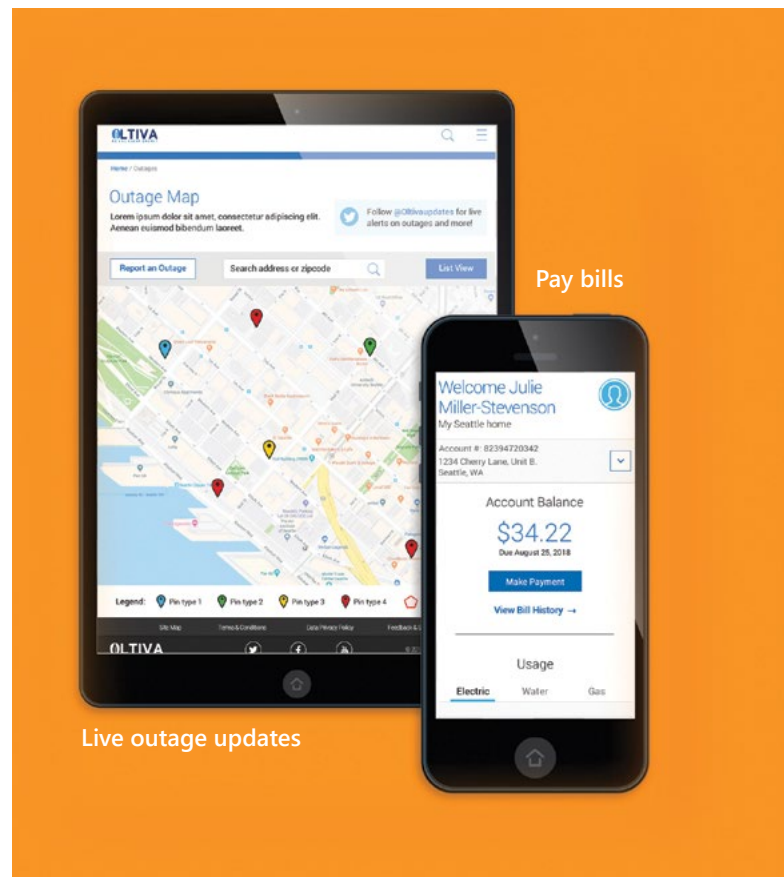 OLTIVA
Home / Outages
Outage Map
Lorem ipsum dolor sit amet, consectetur adipiscing elit.
Aenean euismod bibendum laoreet.
Follow @Oltivaupdates for live
alerts on outages and more!
Report an Outage
Search address or zipcode
List View
Legend:
Pin type 1
Pin type 2
Pin type 3
Pin type 4
Site Map
Terms & Conditions
Data Privacy Policy
Feedback &
OLTIVA
Live outage updates
Pay bills
Welcome Julie
Miller-Stevenson
My Seattle home
Account #: 82394720342
1234 Cherry Lane, Unit B.
Seattle, WA
Account Balance
$34.22
Due August 25, 2018
Make Payment
View Bill History →
Usage
Electric Water Gas